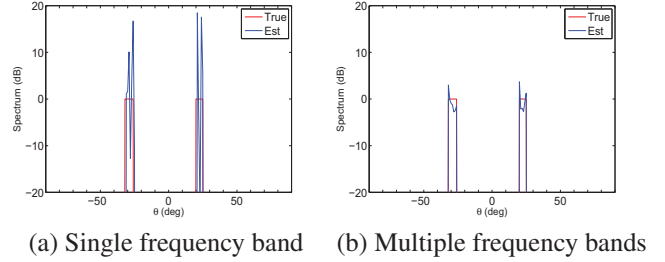 20
10
0
−10
−20
Spectrum (dB)
−50 0 50
θ (deg)
True
Est
20
10
0
−10
−20
Spectrum (dB)
−50 0 50
θ (deg)
True
Est
(a) Single frequency band (b) Multiple frequency bands